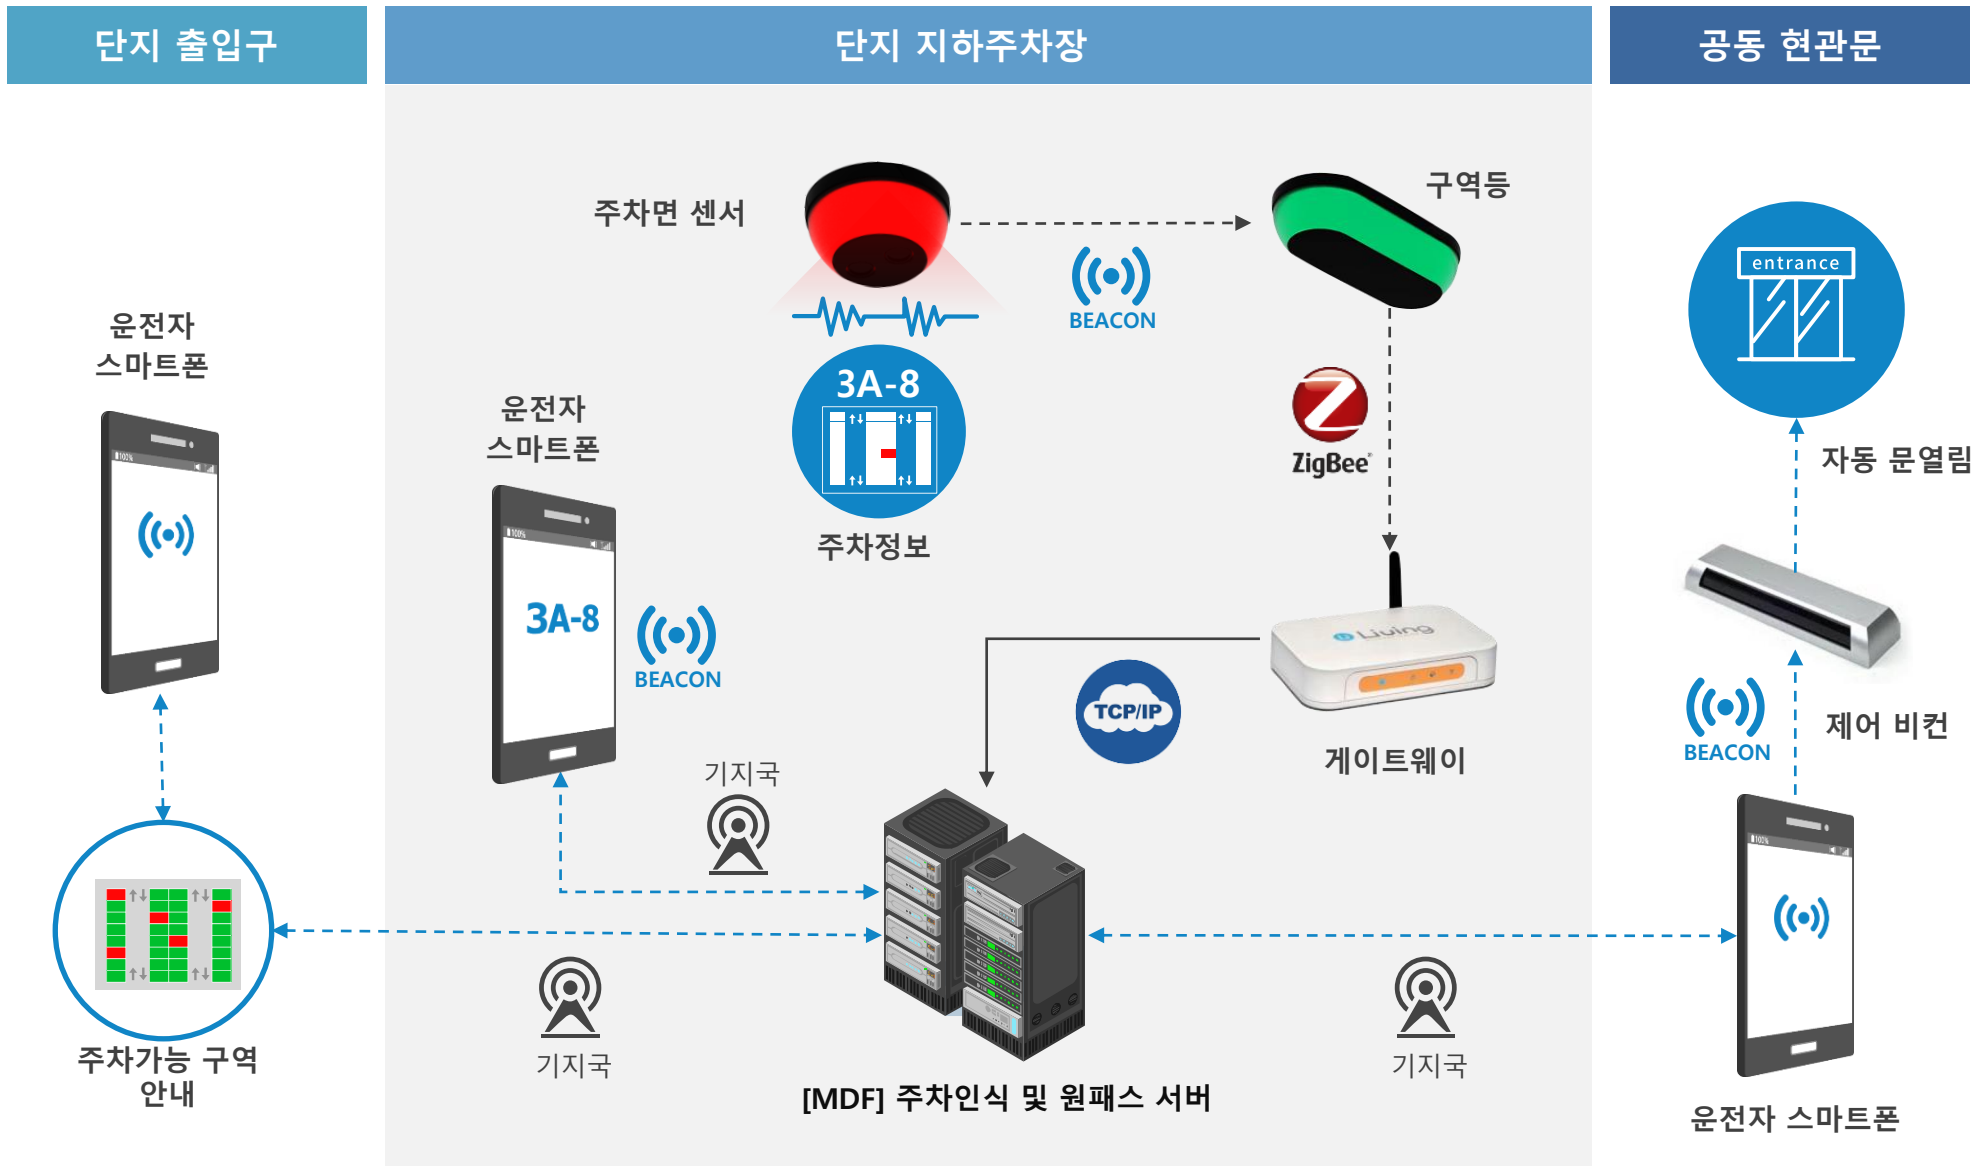 단지 출입구
단지 지하주차장
공동 현관문
운전자
스마트폰
100%
주차가능 구역
안내
주차면 센서
구역등
BEACON
3A-8
주차정보
ZigBee
운전자
스마트폰
100%
3A-8
BEACON
Living
TCP/IP
게이트웨이
기지국
기지국
기지국
[MDF] 주차인식 및 원패스 서버
entrance
자동 문열림
BEACON
제어 비컨
100%
운전자 스마트폰